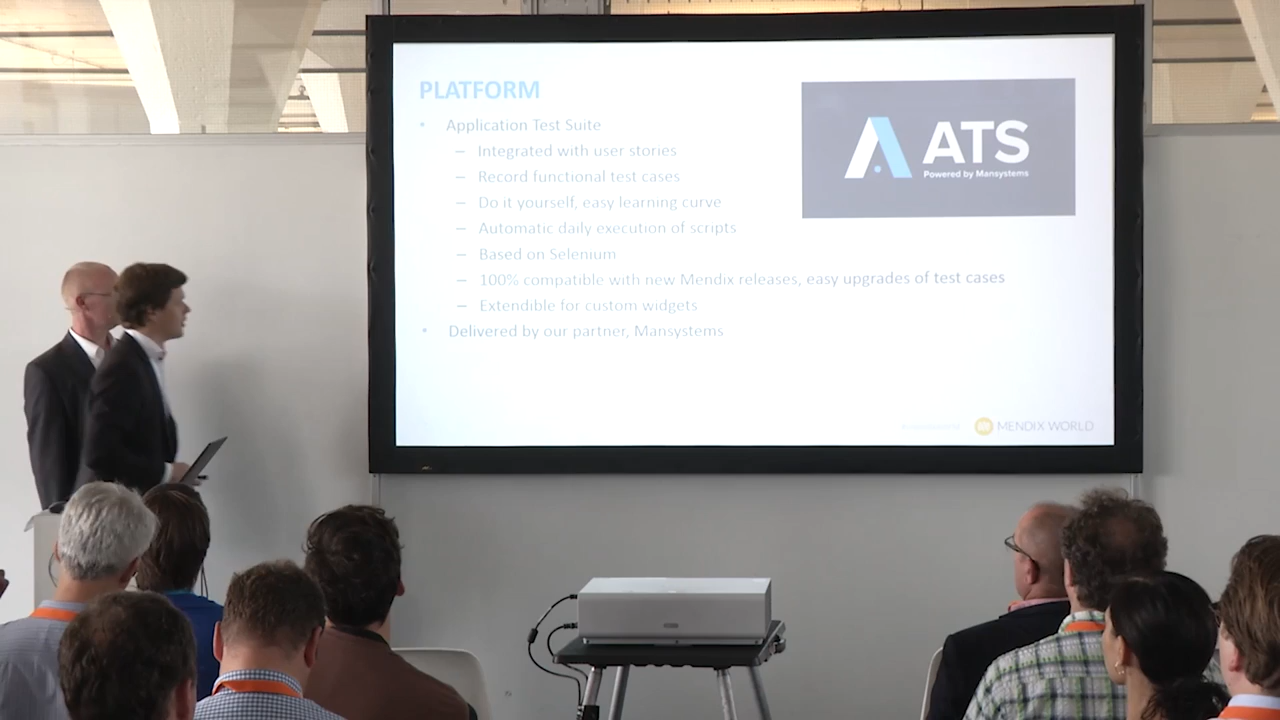 PLATFORM
• Application Test Suite
– Integrated with user stories
– Record functional test cases
– Do it yourself, easy learning curve
– Automatic daily execution of scripts
– Based on Selenium
– 100% compatible with new Mendix releases, easy upgrades of test cases
– Extendible for custom widgets
• Delivered by our partner, Mansystems
ATS
Powered by Mansystems
MENDIX WORLD